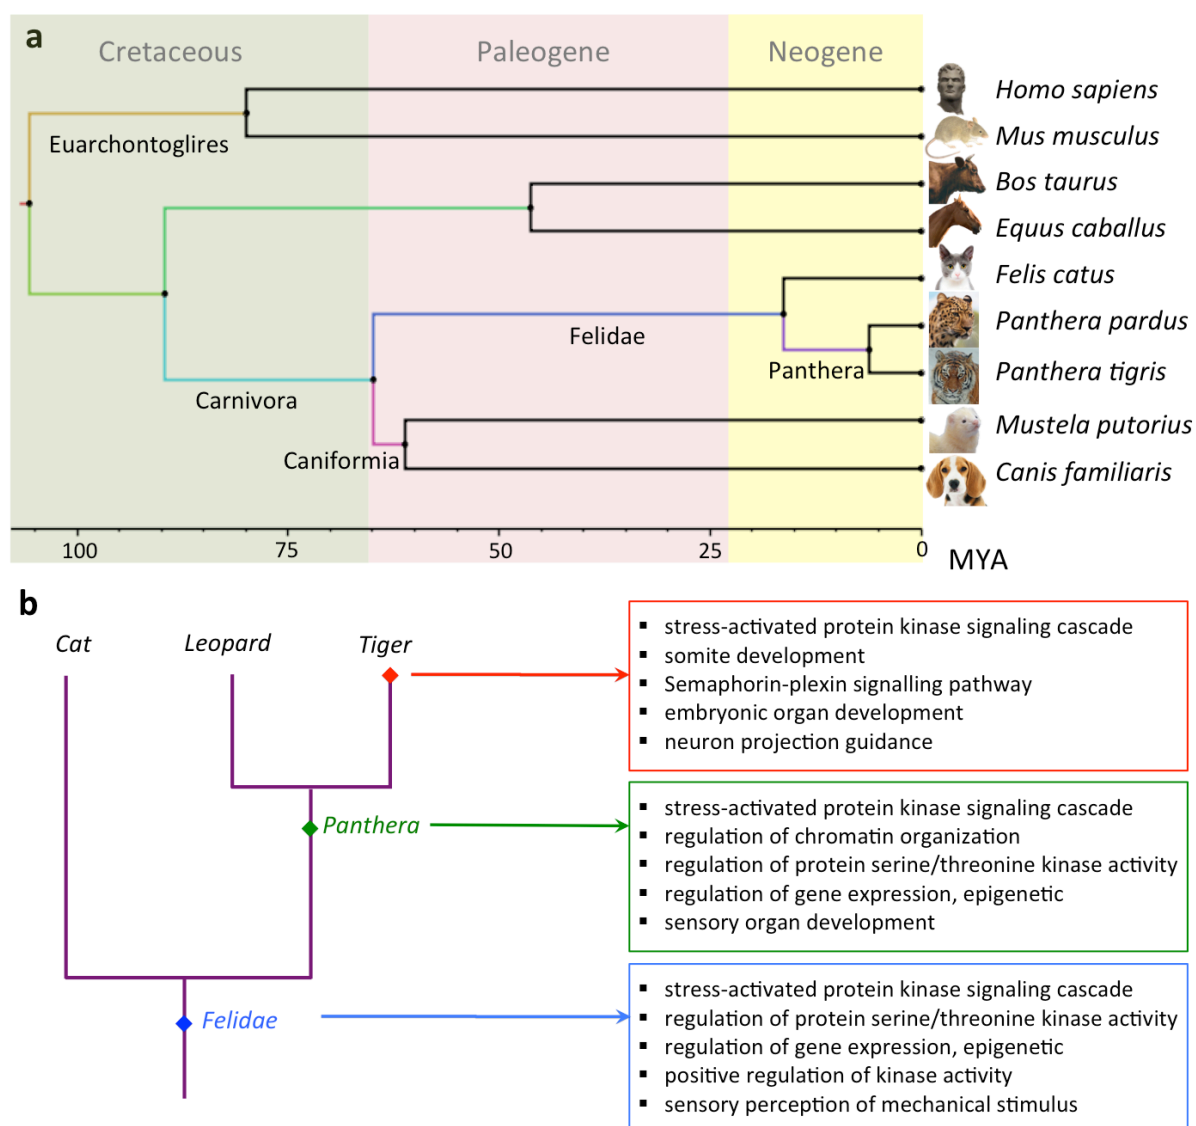 a
Cretaceous
Paleogene
Neogene
Homo sapiens
Euarchontoglires
Mus musculus
Bos taurus
Equus caballus
Felis catus
Felidae
Panthera pardus
Panthera
Panthera tigris
Carnivora
Mustela putorius
Caniformia
Canis familiaris
100 75 50 25 0 MYA
b
Cat
Leopard
Tiger
▪ stress-activated protein kinase signaling cascade
▪ somite development
▪ Semaphorin-plexin signalling pathway
▪ embryonic organ development
▪ neuron projection guidance
Panthera
▪ stress-activated protein kinase signaling cascade
▪ regulation of chromatin organization
▪ regulation of protein serine/threonine kinase activity
▪ regulation of gene expression, epigenetic
▪ sensory organ development
Felidae
▪ stress-activated protein kinase signaling cascade
▪ regulation of protein serine/threonine kinase activity
▪ regulation of gene expression, epigenetic
▪ positive regulation of kinase activity
▪ sensory perception of mechanical stimulus